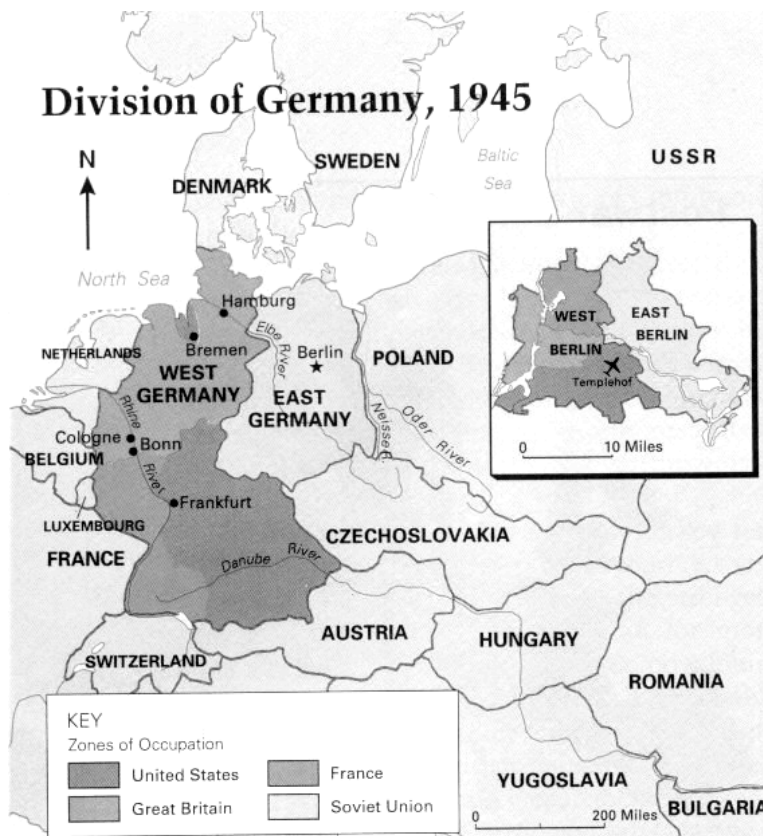 Division of Germany, 1945
N
SWEDEN
Baltic
Sea
USSR
DENMARK
North Sea
Hamburg
Elbe River
Bremen
Berlin
NETHERLANDS
WEST
GERMANY
EAST
GERMANY
POLAND
Neisse R.
Oder River
Rhine
River
Cologne
Bonn
BELGIUM
Frankfurt
LUXEMBOURG
CZECHOSLOVAKIA
FRANCE
Danube River
AUSTRIA
HUNGARY
SWITZERLAND
ROMANIA
YUGOSLAVIA
BULGARIA
WEST
BERLIN
EAST
BERLIN
Templehof
0 10 Miles
KEY
Zones of Occupation
United States
France
Great Britain
Soviet Union
0 200 Miles